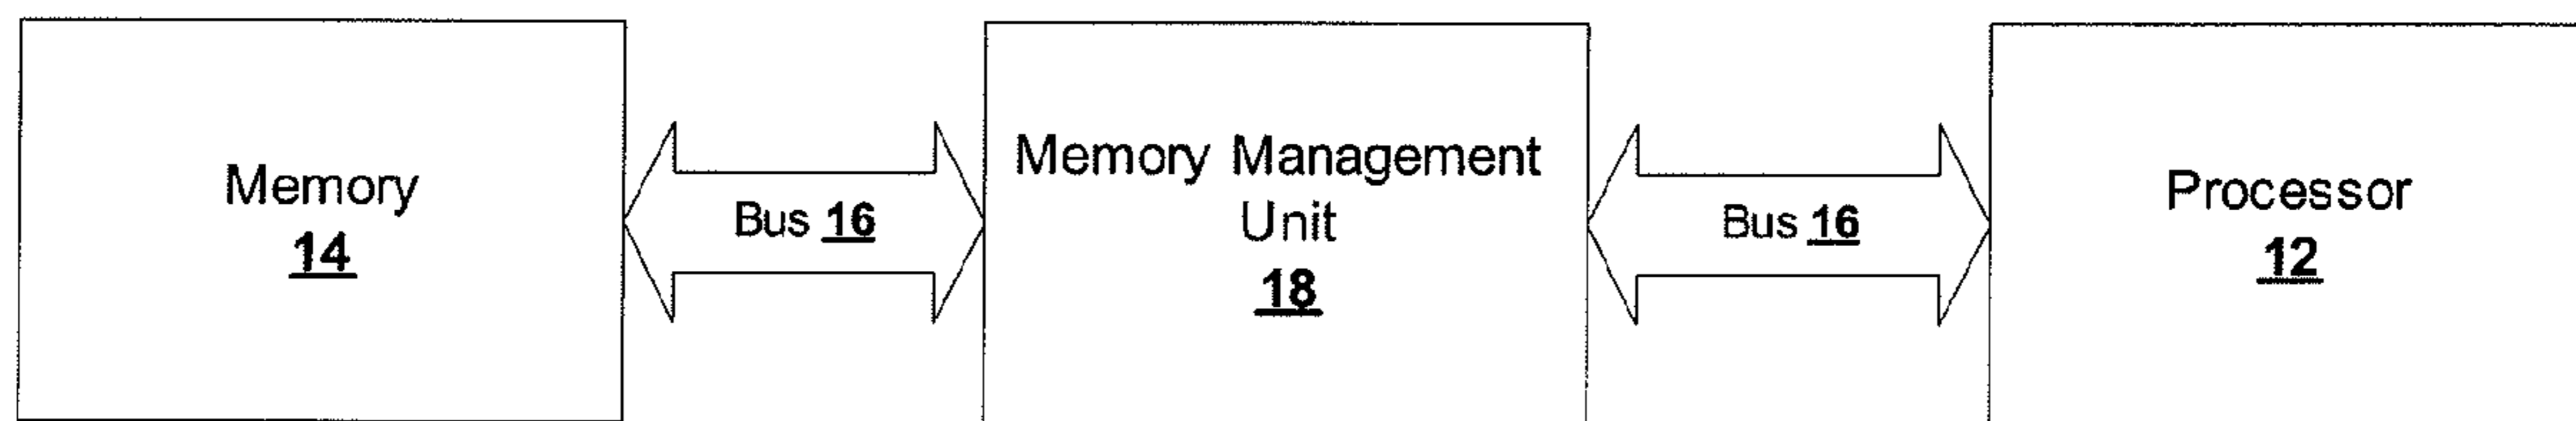 Memory
14
Bus 16
Memory Management
Unit
18
Bus 16
Processor
12